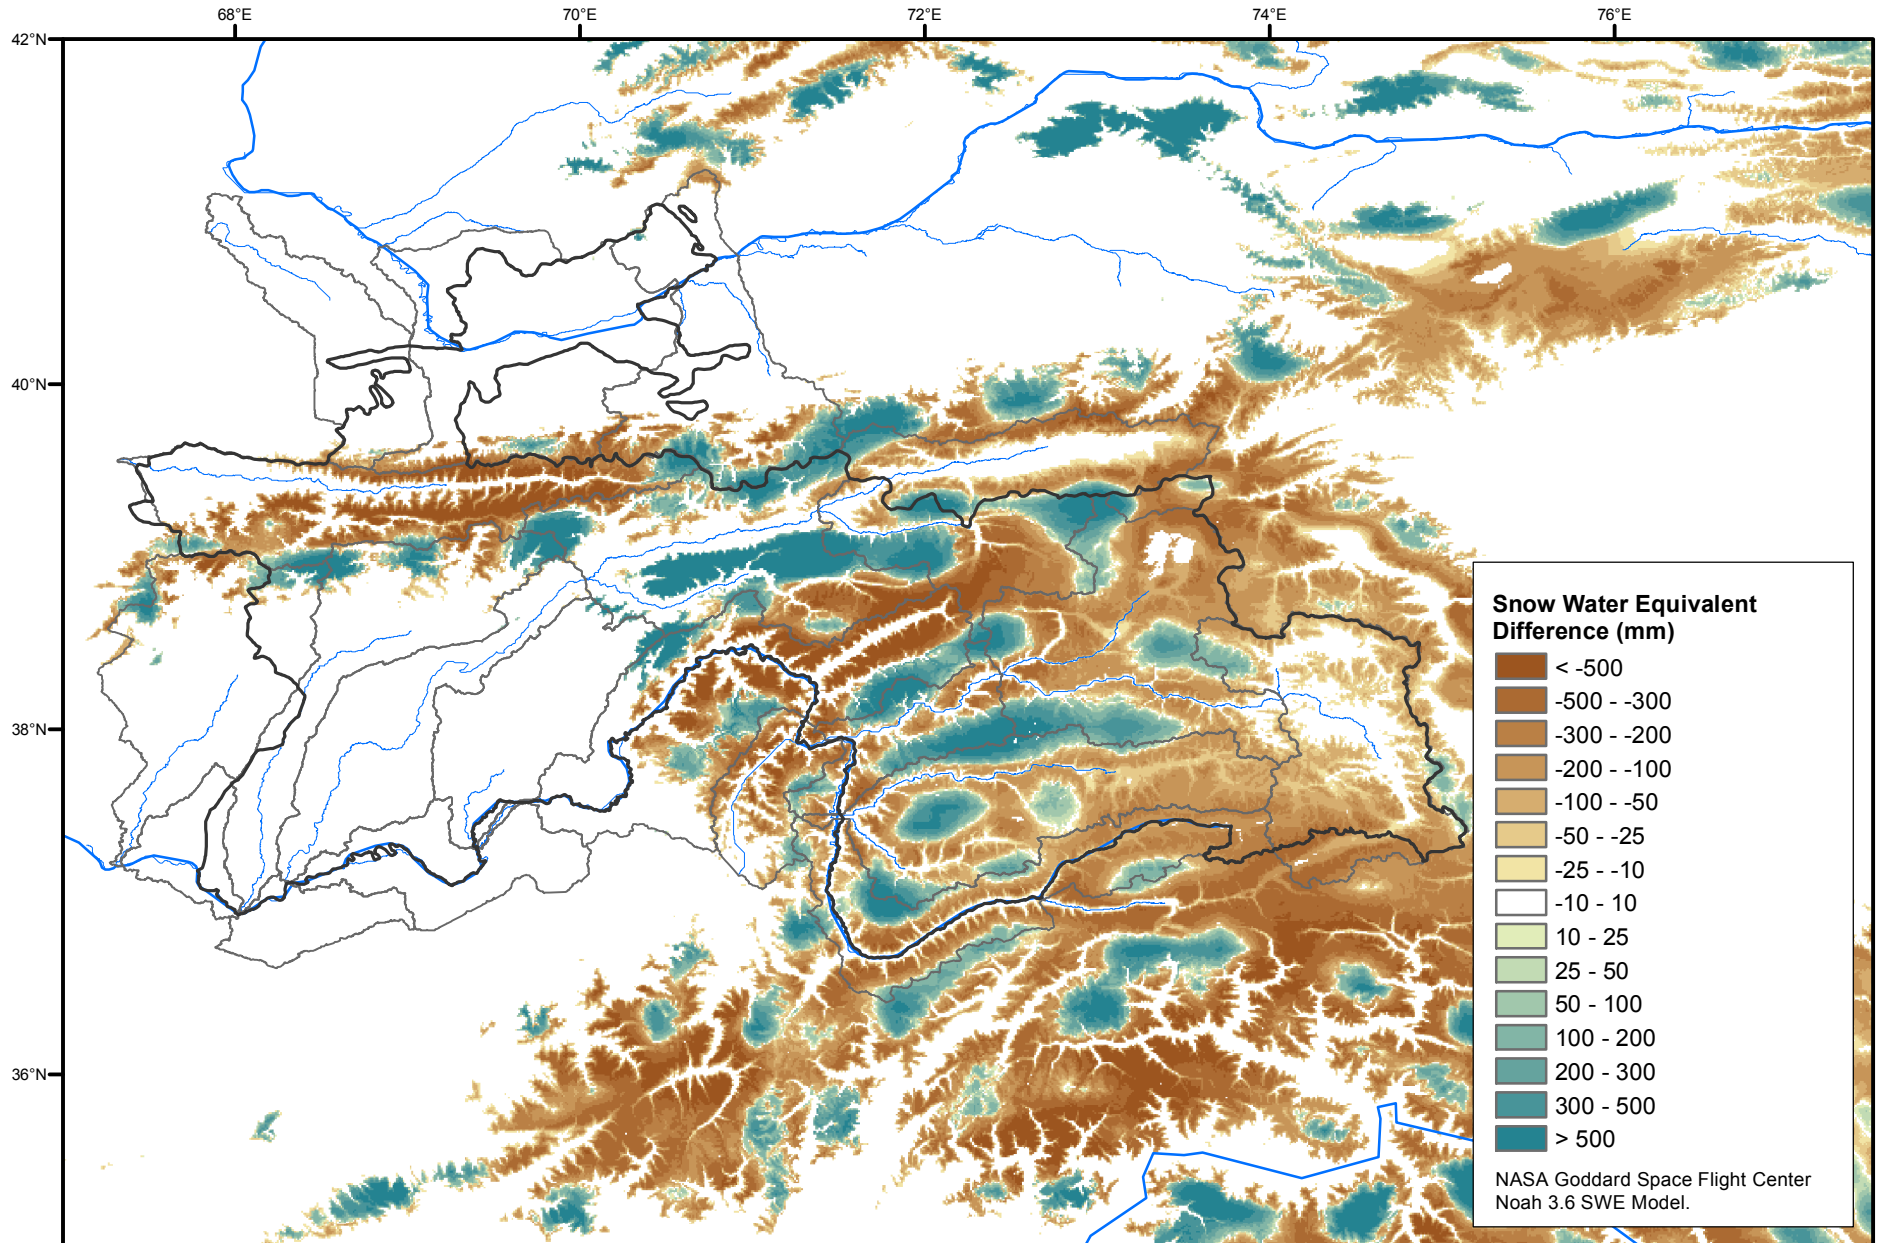 68°E 70°E 72°E 74°E 76°E
42°N
40°N
38°N
36°N
Snow Water Equivalent
Difference (mm)
< -500
-500 - -300
-300 - -200
-200 - -100
-100 - -50
-50 - -25
-25 - -10
-10 - 10
10 - 25
25 - 50
50 - 100
100 - 200
200 - 300
300 - 500
> 500
NASA Goddard Space Flight Center
Noah 3.6 SWE Model.